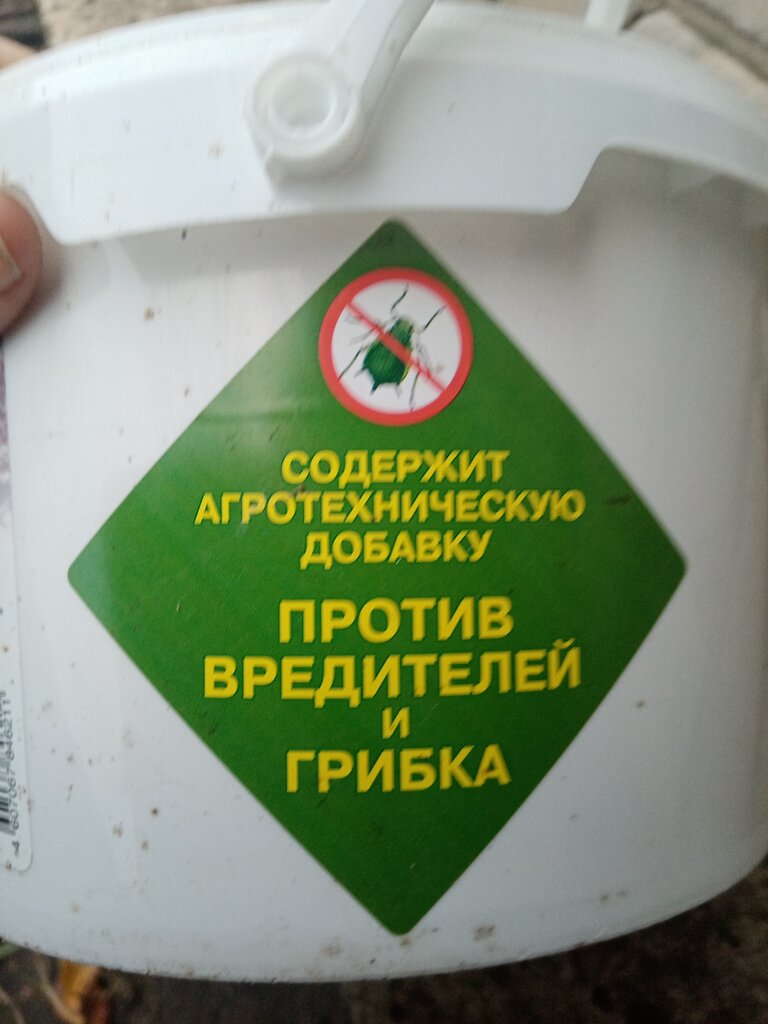 СОДЕРЖИТ
АГРОТЕХНИЧЕСКУЮ
ДОБАВКУ
ПРОТИВ
ВРЕДИТЕЛЕЙ
И
ГРИБКА